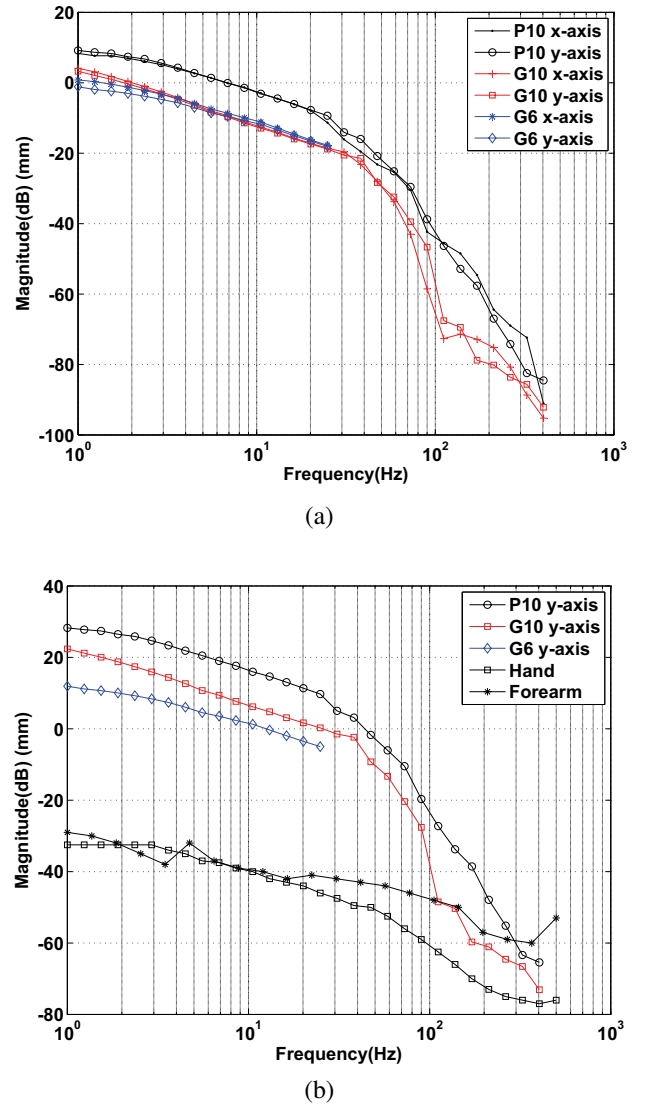 20
0
-20
-40
-60
-80
-100
Magnitude(dB) (mm)
P10 x-axis
P10 y-axis
G10 x-axis
G10 y-axis
G6 x-axis
G6 y-axis
10^0
10^1
10^2
10^3
Frequency(Hz)
(a)
40
20
0
-20
-40
-60
-80
Magnitude(dB) (mm)
P10 y-axis
G10 y-axis
G6 y-axis
Hand
Forearm
10^0
10^1
10^2
10^3
Frequency(Hz)
(b)